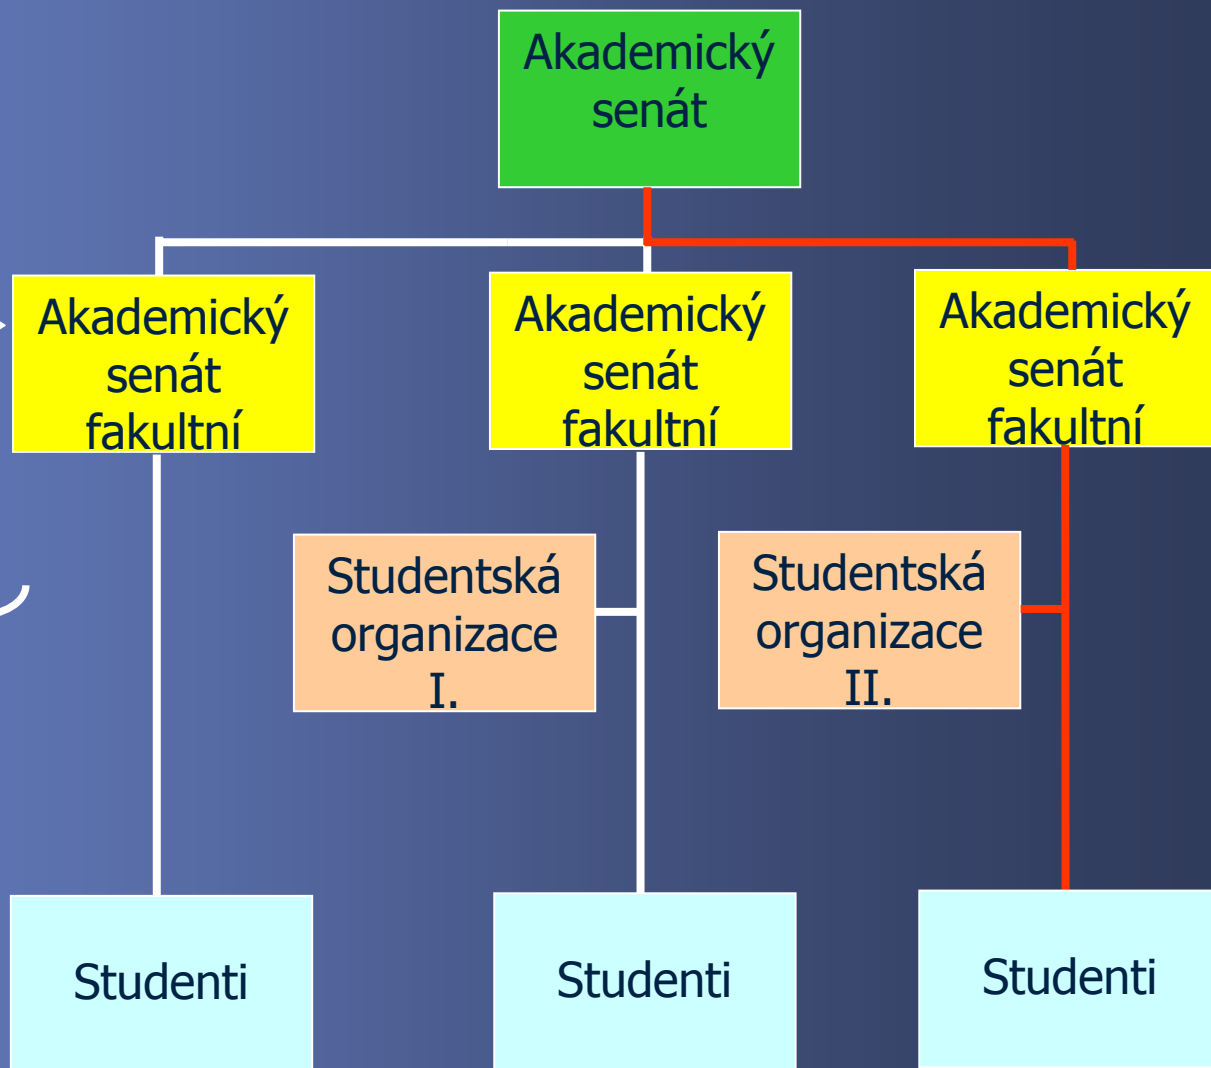 Akademický
senát
Akademický
senát
fakultní
Akademický
senát
fakultní
Akademický
senát
fakultní
Studentská
organizace
I.
Studentská
organizace
II.
Studenti
Studenti
Studenti